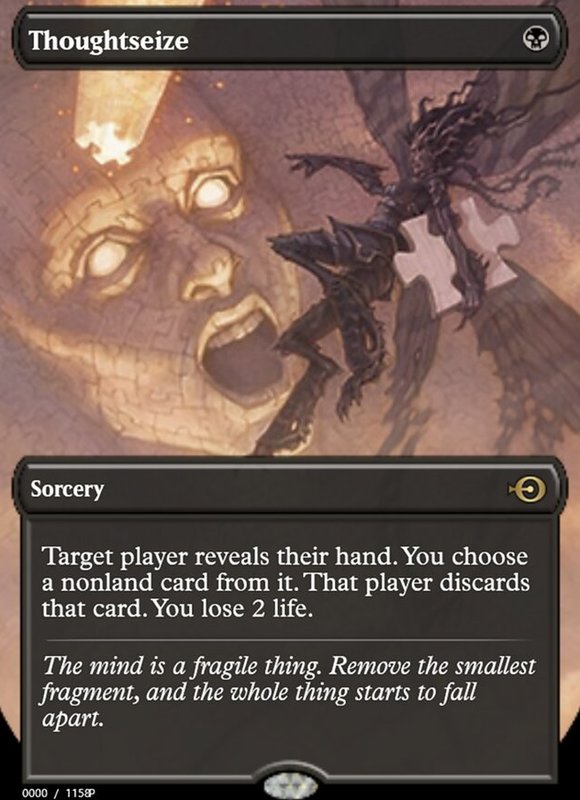 Thoughtseize
Sorcery
Target player reveals their hand. You choose
a nonland card from it. That player discards
that card. You lose 2 life.
The mind is a fragile thing. Remove the smallest
fragment, and the whole thing starts to fall
apart.
0000 / 1158P